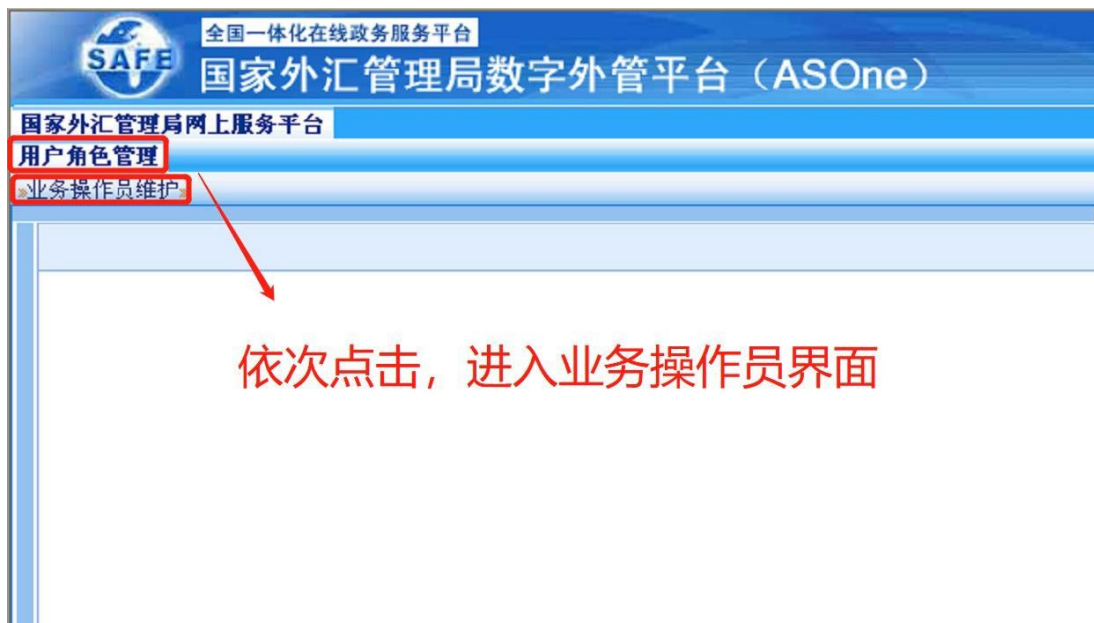 SAFE
全国一体化在线政务服务平台
国家外汇管理局数字外管平台（ASOne）
国家外汇管理局网上服务平台
用户角色管理
»业务操作员维护»
依次点击，进入业务操作员界面